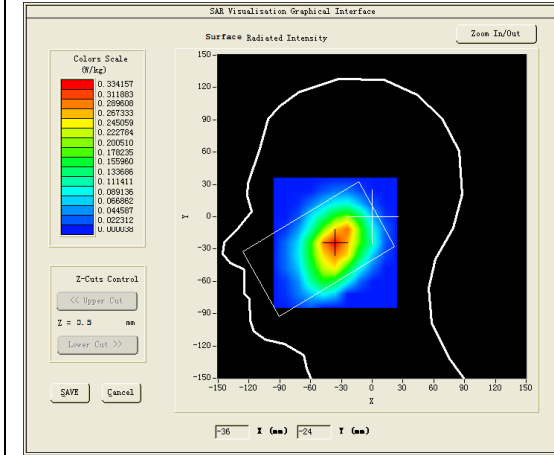 SAR Visualisation Graphical Interface
Surface Radiated Intensity
Zoom In/Out
Colors Scale
(W/kg)
0.334157
0.311883
0.289608
0.267333
0.245059
0.222784
0.200510
0.178235
0.155960
0.133686
0.111411
0.089136
0.066862
0.044587
0.022312
0.000038
150
120
90
60
30
0
-30
-60
-90
-120
-150
Y
-150 -120 -90 -60 -30 0 30 60 90 120 150
X
Z-Cuts Control
<< Upper Cut
Z = 0.5 mm
Lower Cut >>
SAVE Cancel
-36 X (mm) -24 Y (mm)